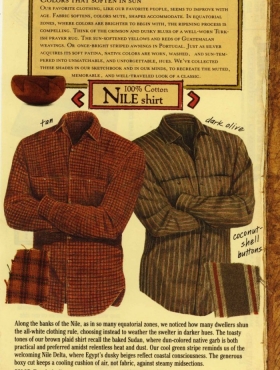 COLORS THAT SOFTEN IN SUN
OUR FAVORITE CLOTHING, LIKE OUR FAVORITE PEOPLE, SEEMS TO IMPROVE WITH
AGE. FABRIC SOFTENS, COLORS MUTE, SHAPES ACCOMMODATE. IN EQUATORIAL
ZONES, WHERE COLORS ARE BRIGHTER TO BEGIN WITH, THE RIPENING PROCESS IS
COMPELLING. THINK OF THE CRIMSON AND DUSKY BLUES OF A WELL-WORN TURK-
ISH PRAYER RUG. THE SUN-SOFTENED YELLOWS AND REDS OF GUATEMALAN
WEAVINGS. OR ONCE-BRIGHT STRIPED AWNINGS IN PORTUGAL. JUST AS SILVER
ACQUIRES ITS SOFT PATINA, NATIVE COLORS ARE WORN, WASHED, AND SUN-TEM-
PERED INTO UNMATCHABLE, AND UNFORGETTABLE, HUES. WE'VE COLLECTED
THESE SHADES IN OUR SKETCHBOOK AND IN OUR MINDS, TO RECREATE THE MUTED,
MEMORABLE, AND WELL-TRAVELED LOOK OF A CLASSIC.
100% Cotton
NILE shirt
tan
dark olive
coconut-
shell
buttons
Along the banks of the Nile, as in so many equatorial zones, we noticed how many dwellers shun
the all-white clothing rule, choosing instead to weather the swelter in darker hues. The toasty
tones of our brown plaid shirt recall the baked Sudan, where dun-colored native garb is both
practical and preferred amidst relentless beat and dust. Our cool green stripe reminds us of the
welcoming Nile Delta, where Egypt's dusky beiges reflect coastal consciousness. The generous
boxy cut keeps a cooling cushion of air, not fabric, against steamy midsections.